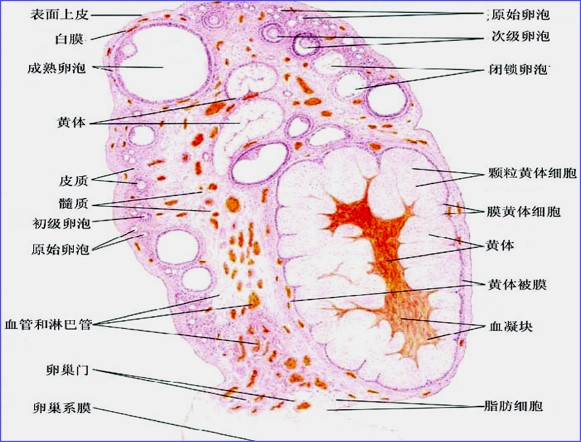 表面上皮
白膜
成熟卵泡
黄体
皮质
髓质
初级卵泡
原始卵泡
血管和淋巴管
卵巢门
卵巢系膜
原始卵泡
次级卵泡
闭锁卵泡
颗粒黄体细胞
膜黄体细胞
黄体
黄体被膜
血凝块
脂肪细胞